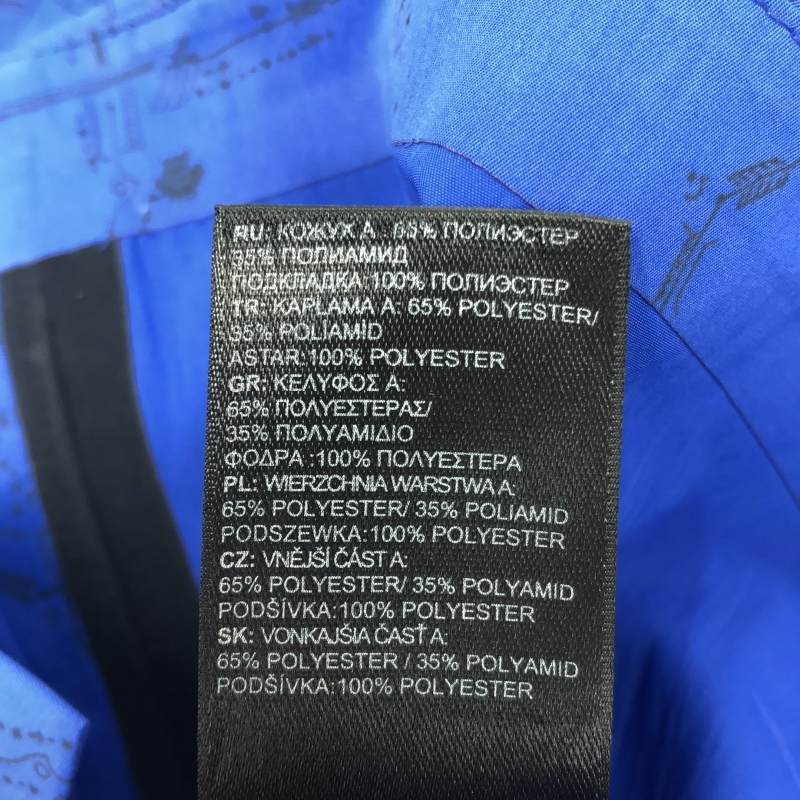 RU: КОЖУХ А: 65% ПОЛИЭСТЕР
35% ПОЛИАМИД
ПОДКЛАДКА:100% ПОЛИЭСТЕР
TR: KAPLAMA A: 65% POLYESTER/
35% POLİAMID
ASTAR:100% POLYESTER
GR: ΚΕΛΥΦΟΣ Α:
65% ΠΟΛΥΕΣΤΕΡΑΣ/
35% ΠΟΛΥΑΜΙΔΙΟ
ΦΟΔΡΑ :100% ΠΟΛΥΕΣΤΕΡΑ
PL: WIERZCHNIA WARSTWA A:
65% POLYESTER/ 35% POLIAMID
PODSZEWKA:100% POLYESTER
CZ: VNĚJŠÍ ČÁST A:
65% POLYESTER/ 35% POLYAMID
PODŠÍVKA:100% POLYESTER
SK: VONKAJŠIA ČASŤ A:
65% POLYESTER / 35% POLYAMID
PODŠÍVKA:100% POLYESTER